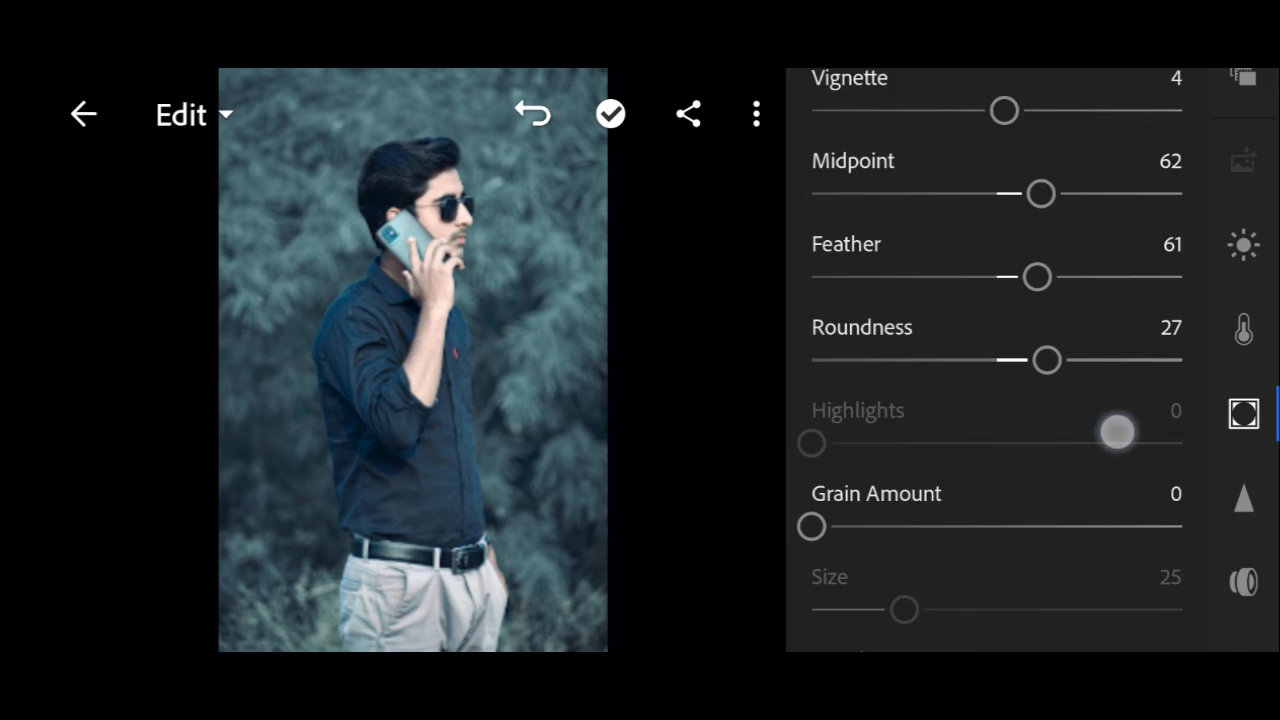 Edit
Vignette 4
Midpoint 62
Feather 61
Roundness 27
Highlights 0
Grain Amount 0
Size 25